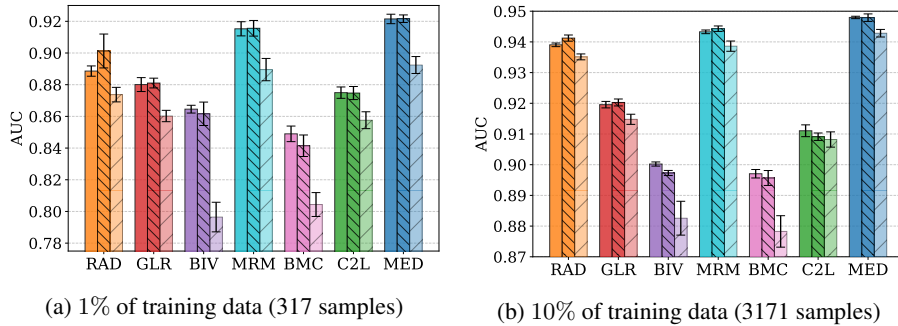 0.92
0.90
0.88
0.86
0.84
0.82
0.80
0.78
AUC
RAD GLR BIV MRM BMC C2L MED
(a) 1% of training data (317 samples)
0.95
0.94
0.93
0.92
0.91
0.90
0.89
0.88
0.87
AUC
RAD GLR BIV MRM BMC C2L MED
(b) 10% of training data (3171 samples)